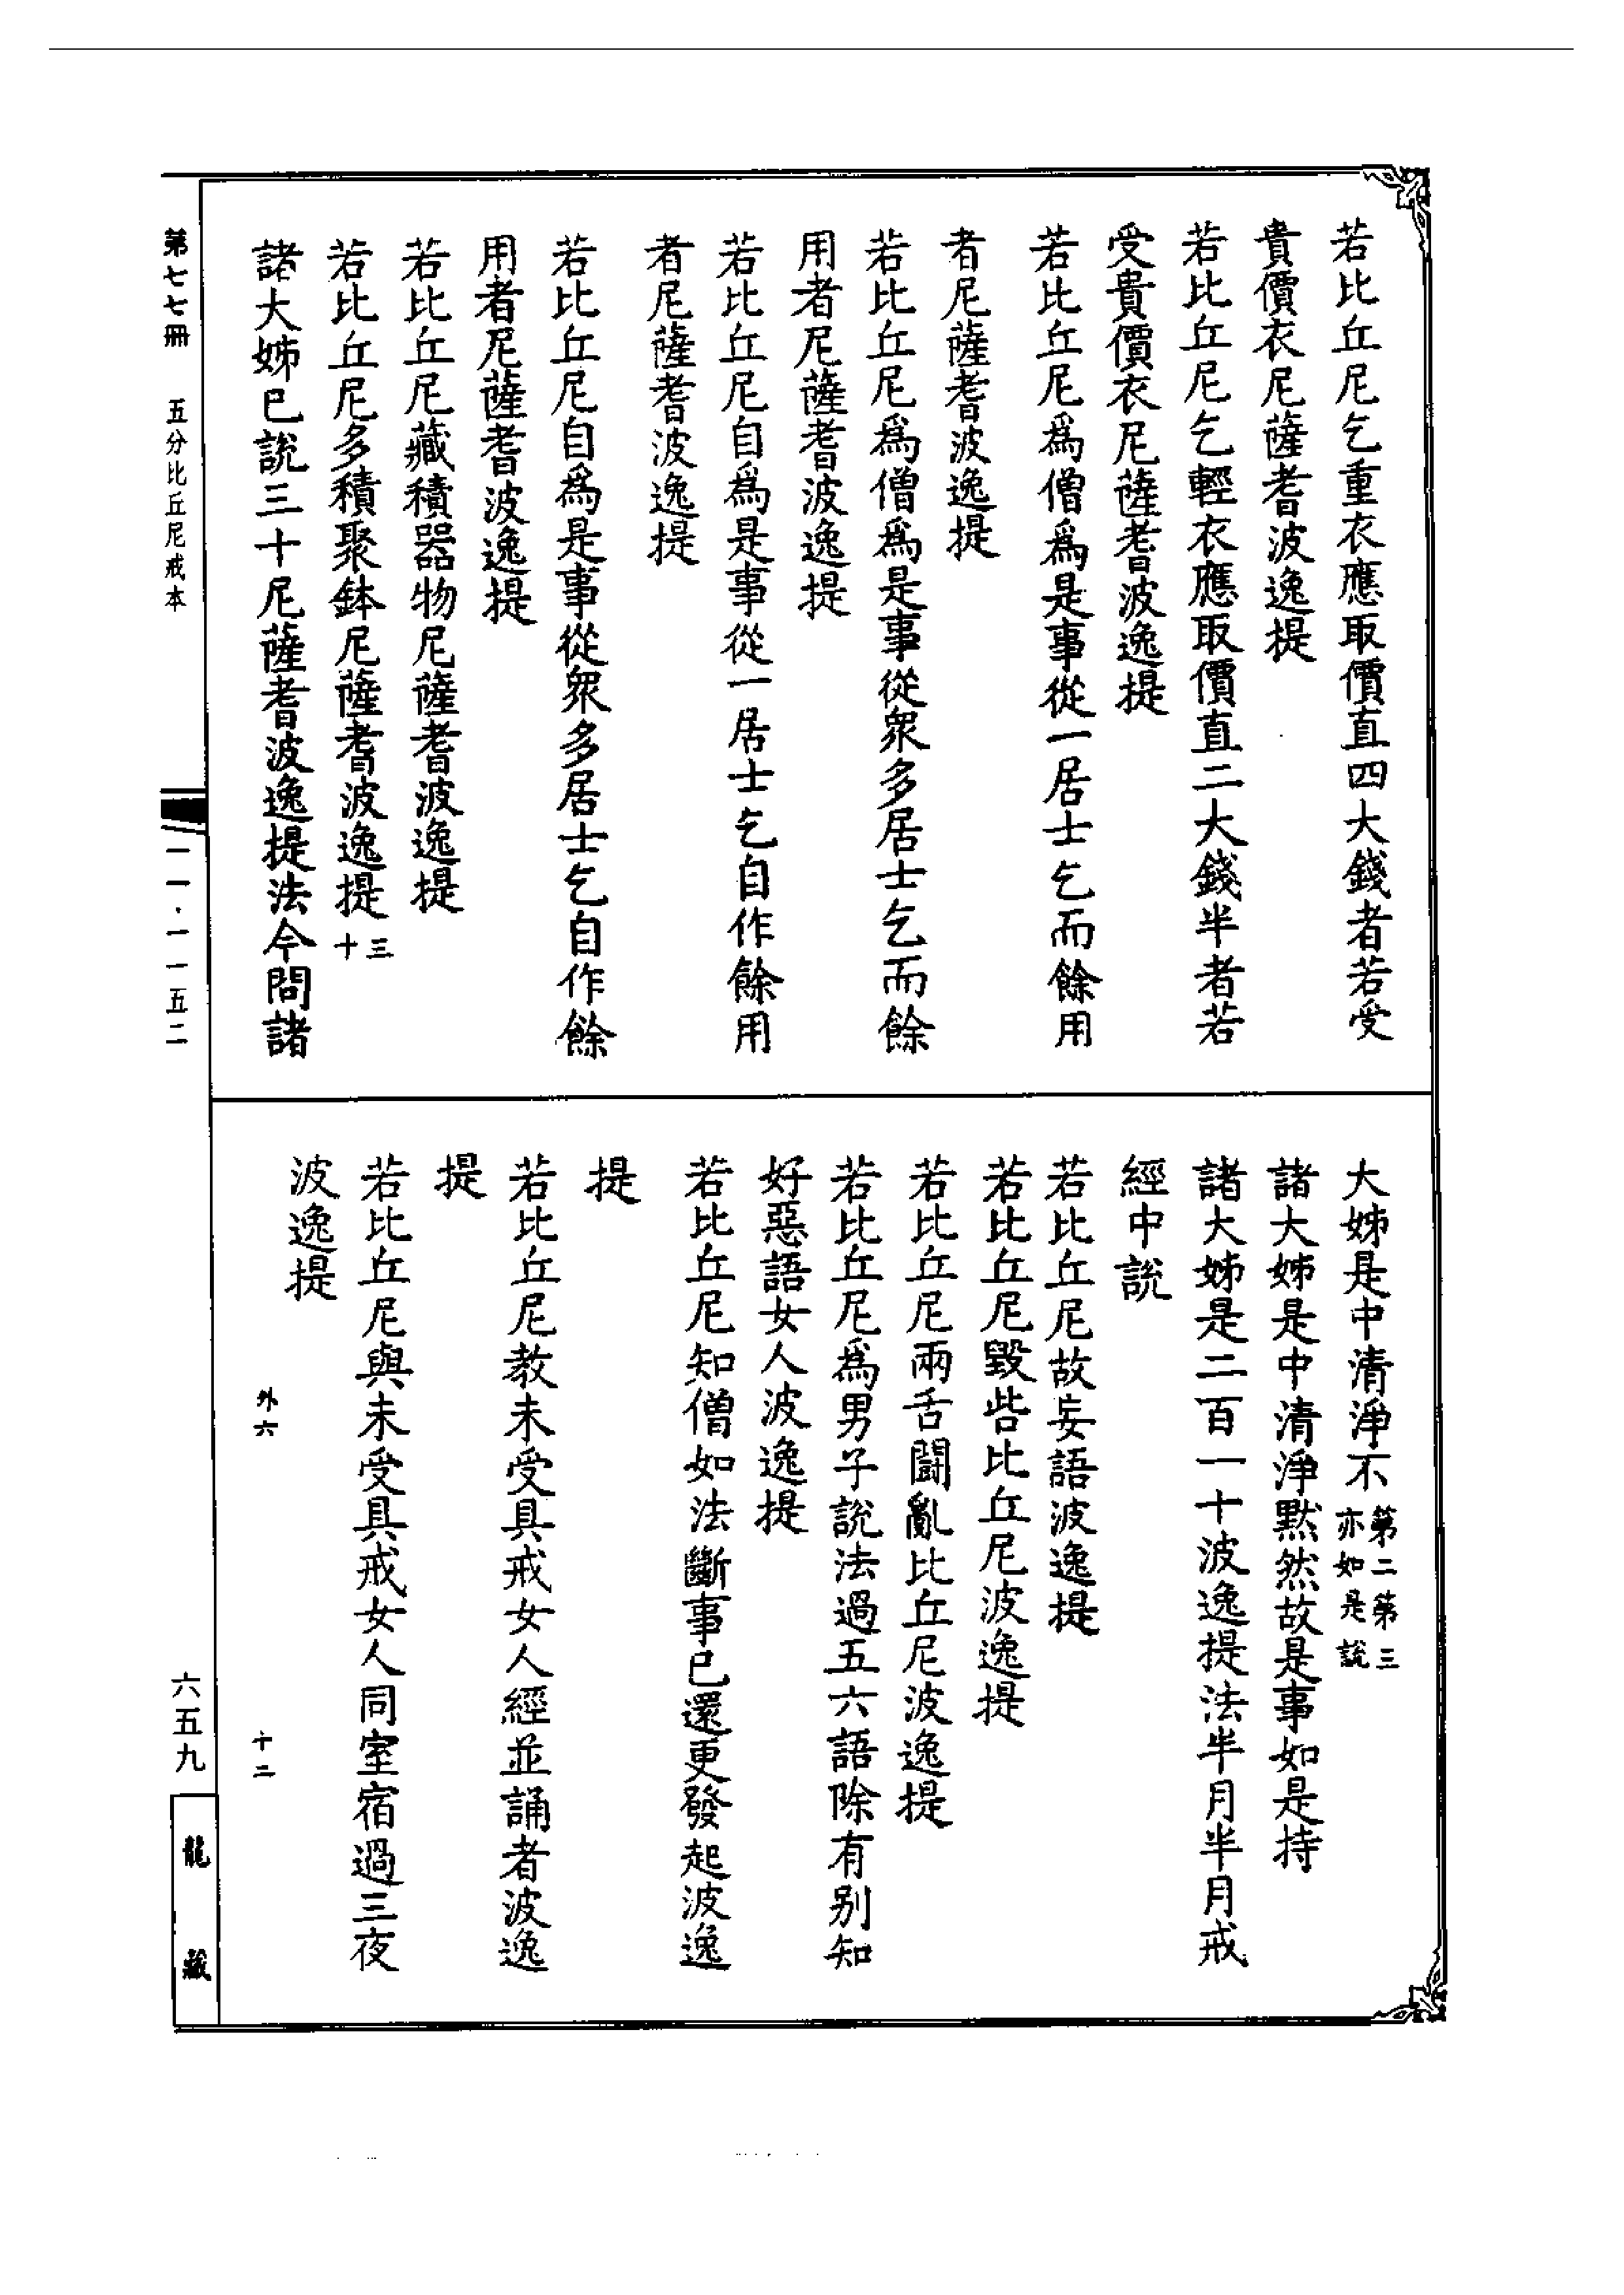 若比丘尼乞重衣應取價直四大錢者若受
貴價衣尼薩耆波逸提
若比丘尼乞輕衣應取價直二大錢半者若
受貴價衣尼薩耆波逸提
若比丘尼為僧為是事從一居士乞而餘用
者尼薩耆波逸提
若比丘尼為僧為是事從眾多居士乞而餘
用者尼薩耆波逸提
若比丘尼自為是事從一居士乞自作餘用
者尼薩耆波逸提
若比丘尼自為是事從眾多居士乞自作餘
用者尼薩耆波逸提
若比丘尼藏積器物尼薩耆波逸提
若比丘尼多積聚鉢尼薩耆波逸提三十
諸大姊已說三十尼薩耆波逸提法今問諸
大姊是中清淨不第二第三亦如是說
諸大姊是中清淨默然故是事如是持
諸大姊是二百一十波逸提法半月半月戒
經中說
若比丘尼故妄語波逸提
若比丘尼毀呰比丘尼波逸提
若比丘尼兩舌鬪亂比丘尼波逸提
若比丘尼為男子說法過五六語除有別知
好惡語女人波逸提
若比丘尼知僧如法斷事已還更發起波逸
提
若比丘尼教未受具戒女人經並誦者波逸
提
若比丘尼與未受具戒女人同室宿過三夜
波逸提
外六 十二
第七七冊 五分比丘尼戒本
一一·一一五二
六五九
龍藏